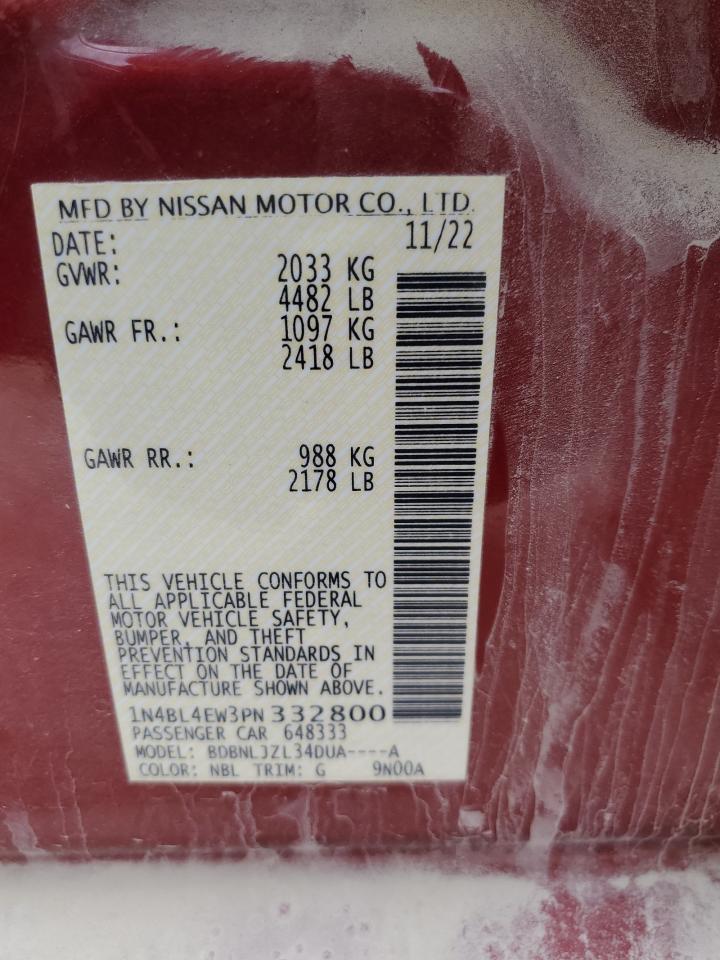 MFD BY NISSAN MOTOR CO., LTD.
DATE: 11/22
GVWR: 2033 KG
4482 LB
GAWR FR.: 1097 KG
2418 LB
GAWR RR.: 988 KG
2178 LB
THIS VEHICLE CONFORMS TO
ALL APPLICABLE FEDERAL
MOTOR VEHICLE SAFETY,
BUMPER, AND THEFT
PREVENTION STANDARDS IN
EFFECT ON THE DATE OF
MANUFACTURE SHOWN ABOVE.
1N4BL4EW3PN332800
PASSENGER CAR 648333
MODEL: BDBNLJZL34DUA----A
COLOR: NBL TRIM: G 9N00A